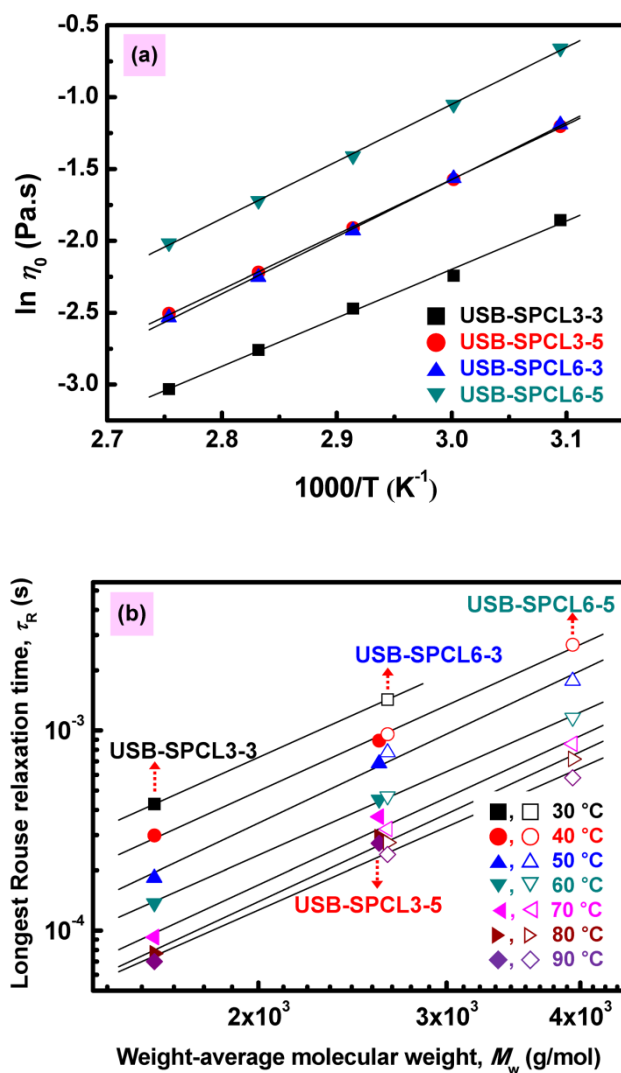 (a)
ln η0 (Pa.s)
-0.5
-1.0
-1.5
-2.0
-2.5
-3.0
USB-SPCL3-3
USB-SPCL3-5
USB-SPCL6-3
USB-SPCL6-5
2.7 2.8 2.9 3.0 3.1
1000/T (K⁻¹)
(b)
Longest Rouse relaxation time, τR (s)
USB-SPCL6-5
USB-SPCL6-3
10⁻³
USB-SPCL3-3
, 30 °C
, 40 °C
, 50 °C
, 60 °C
, 70 °C
, 80 °C
, 90 °C
USB-SPCL3-5
10⁻⁴
2x10³ 3x10³ 4x10³
Weight-average molecular weight, Mw (g/mol)